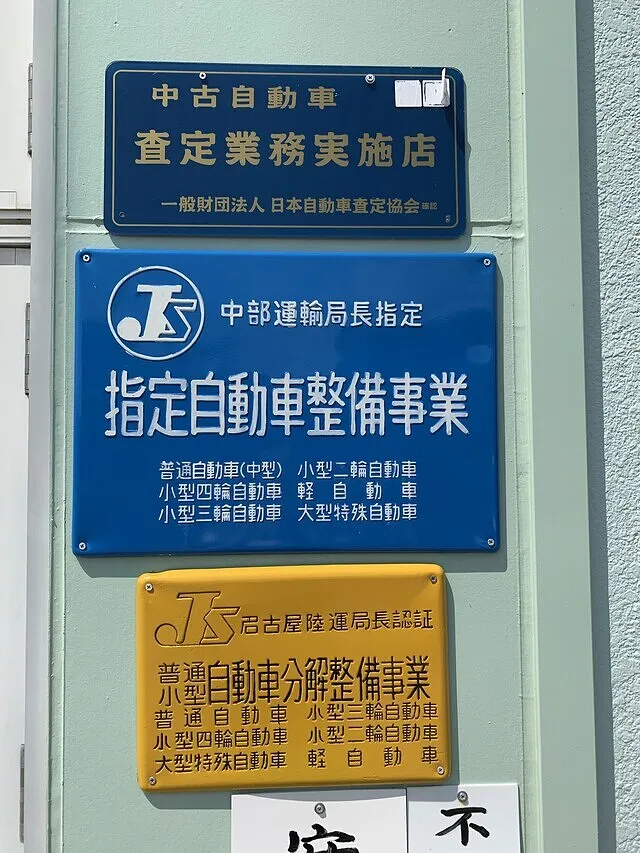 中古自動車
査定業務実施店
一般財団法人 日本自動車査定協会 確認
JS 中部運輸局長指定
指定自動車整備事業
普通自動車(中型) 小型二輪自動車
小型四輪自動車 軽自動車
小型三輪自動車 大型特殊自動車
JS 名古屋陸運局長認証
普通
小型 自動車分解整備事業
普通自動車 小型三輪自動車
小型四輪自動車 小型二輪自動車
大型特殊自動車 軽自動車
不